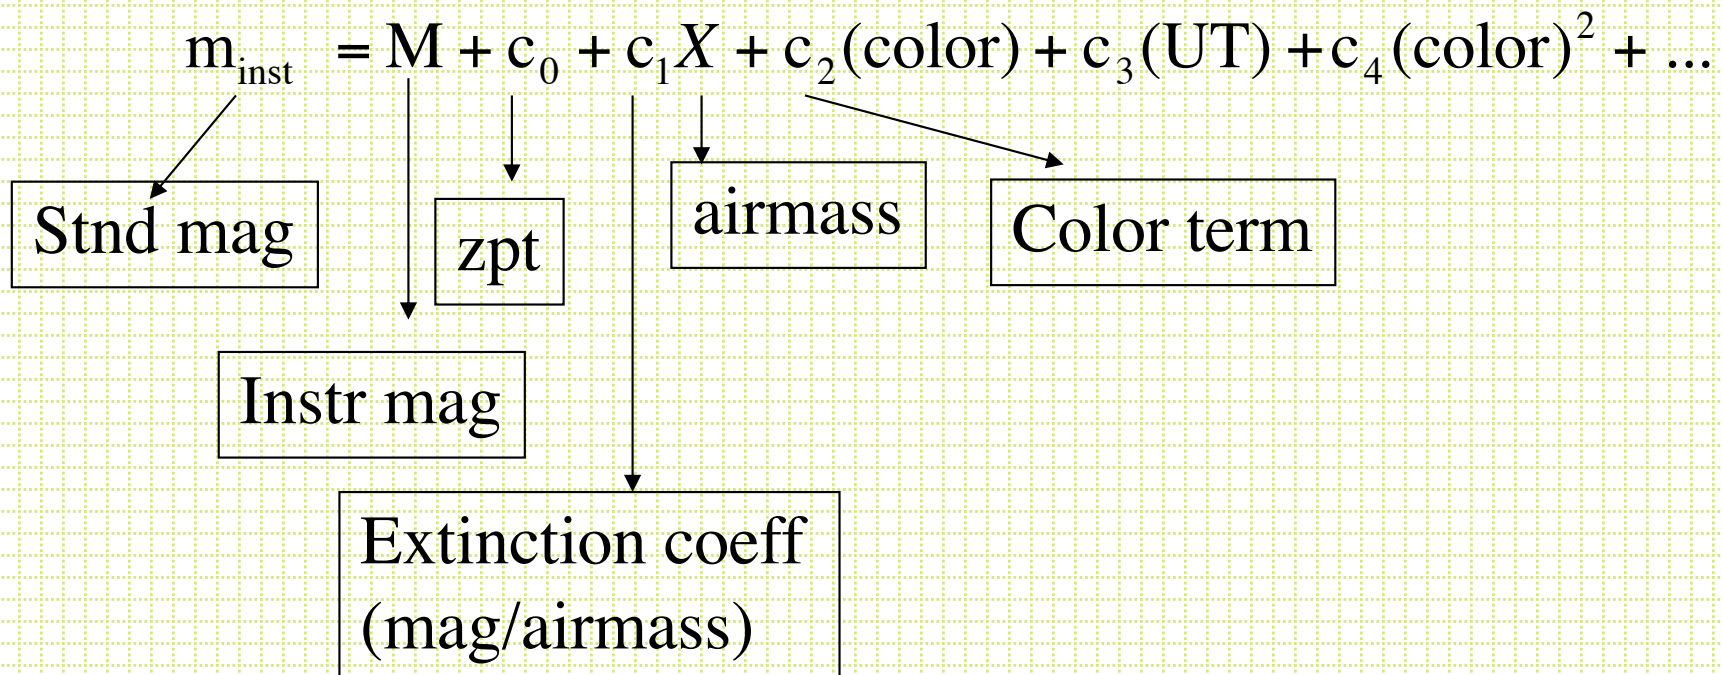 m_inst = M + c_0 + c_1X + c_2(color) + c_3(UT) + c_4(color)^2 + ...
Stnd mag
zpt
airmass
Color term
Instr mag
Extinction coeff
(mag/airmass)